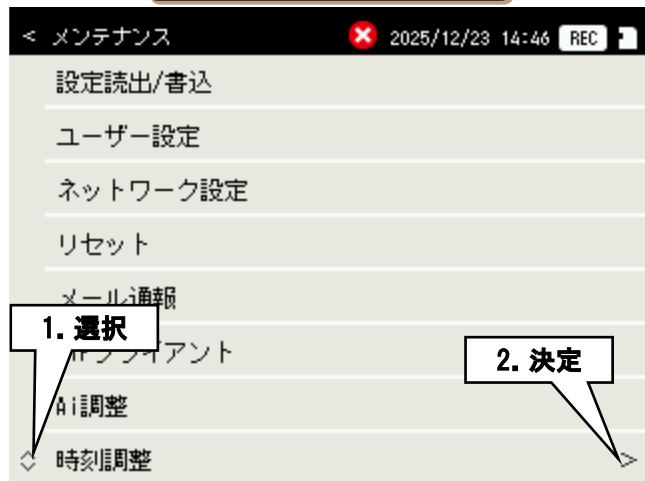 < メンテナンス 2025/12/23 14:46 REC
設定読出/書込
ユーザー設定
ネットワーク設定
リセット
メール通報
1. 選択
イアント
2. 決定
Ai調整
時刻調整 >